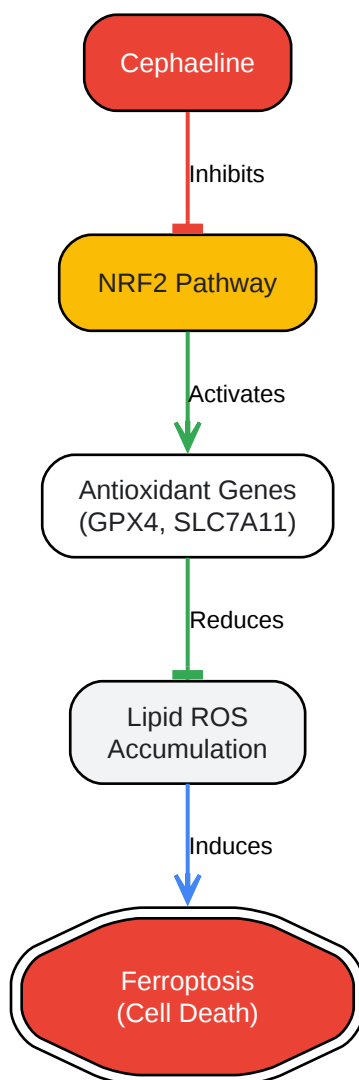 Cephaeline
Inhibits
NRF2 Pathway
Activates
Antioxidant Genes
(GPX4, SLC7A11)
Reduces
Lipid ROS
Accumulation
Induces
Ferroptosis
(Cell Death)